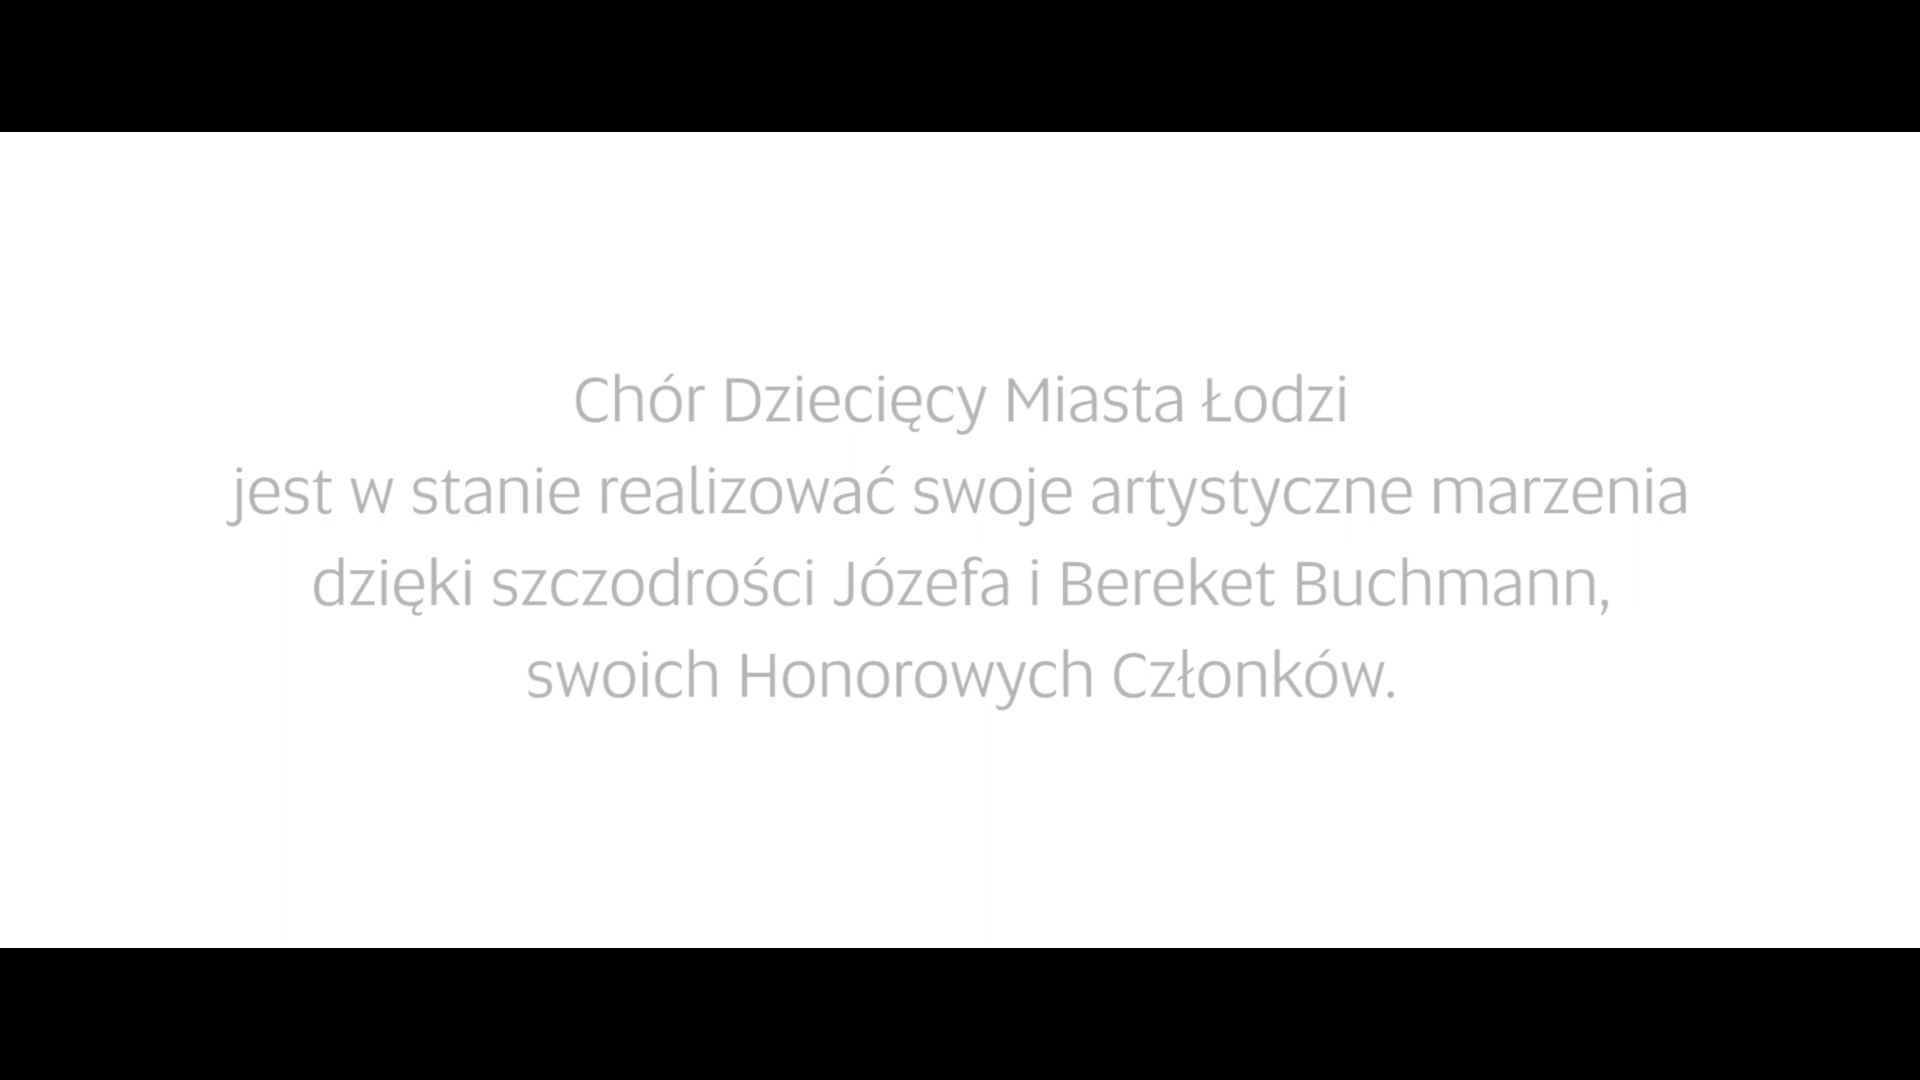 Chór Dziecięcy Miasta Łodzi
jest w stanie realizować swoje artystyczne marzenia
dzięki szczodrości Józefa i Bereket Buchmann,
swoich Honorowych Członków.